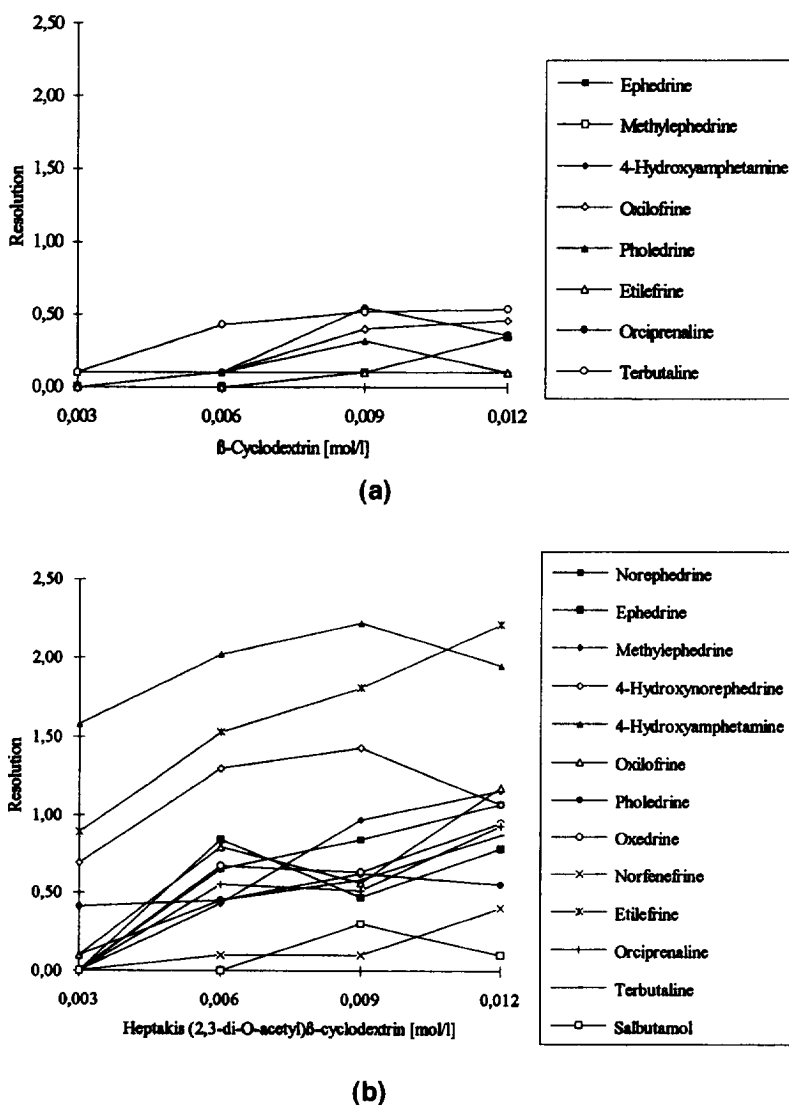 2,50
2,00
1,50
1,00
0,50
0,00
Resolution
0,003
0,006
0,009
0,012
ß-Cyclodextrin [mol/l]
Ephedrine
Methylephedrine
4-Hydroxyamphetamine
Oxilofrine
Pholedrine
Etilefrine
Orciprenaline
Terbutaline
(a)
2,50
2,00
1,50
1,00
0,50
0,00
Resolution
0,003
0,006
0,009
0,012
Heptakis (2,3-di-O-acetyl)ß-cyclodextrin [mol/l]
Norephedrine
Ephedrine
Methylephedrine
4-Hydroxynorephedrine
4-Hydroxyamphetamine
Oxilofrine
Pholedrine
Oxedrine
Norfenefrine
Etilefrine
Orciprenaline
Terbutaline
Salbutamol
(b)